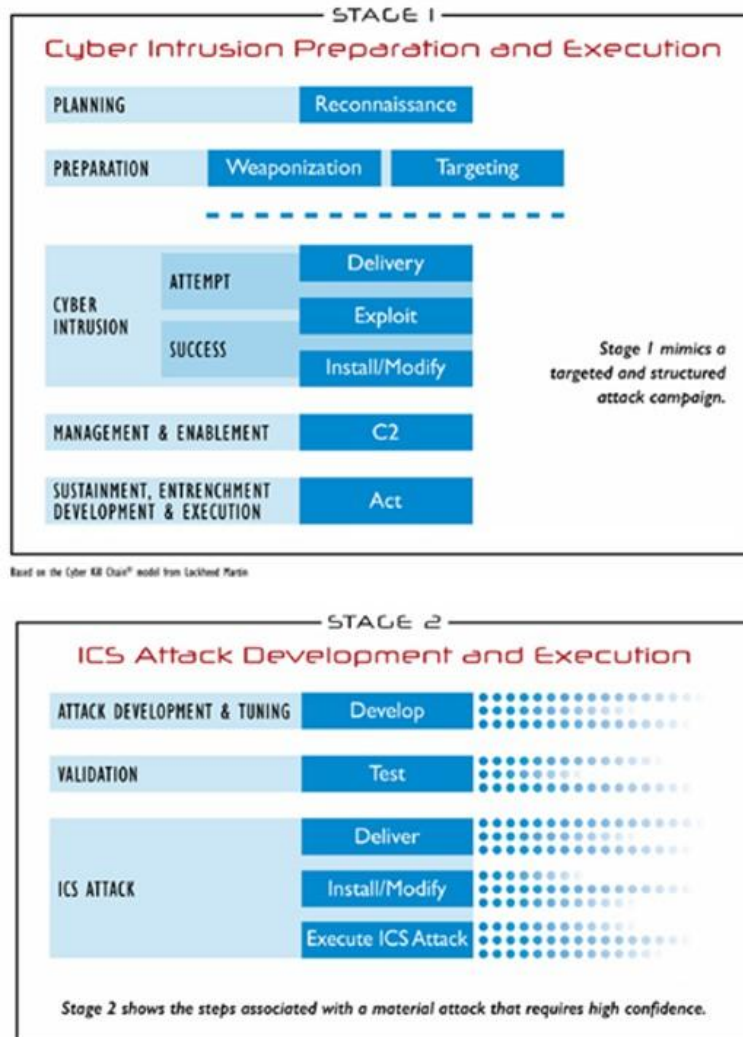 STAGE 1
Cyber Intrusion Preparation and Execution
PLANNING
Reconnaissance
PREPARATION
Weaponization
Targeting
CYBER
INTRUSION
ATTEMPT
SUCCESS
Delivery
Exploit
Install/Modify
Stage 1 mimics a
targeted and structured
attack campaign.
MANAGEMENT & ENABLEMENT
C2
SUSTAINMENT, ENTRENCHMENT
DEVELOPMENT & EXECUTION
Act
Based on the Cyber Kill Chain® model from Lockheed Martin
STAGE 2
ICS Attack Development and Execution
ATTACK DEVELOPMENT & TUNING
Develop
VALIDATION
Test
ICS ATTACK
Deliver
Install/Modify
Execute ICS Attack
Stage 2 shows the steps associated with a material attack that requires high confidence.